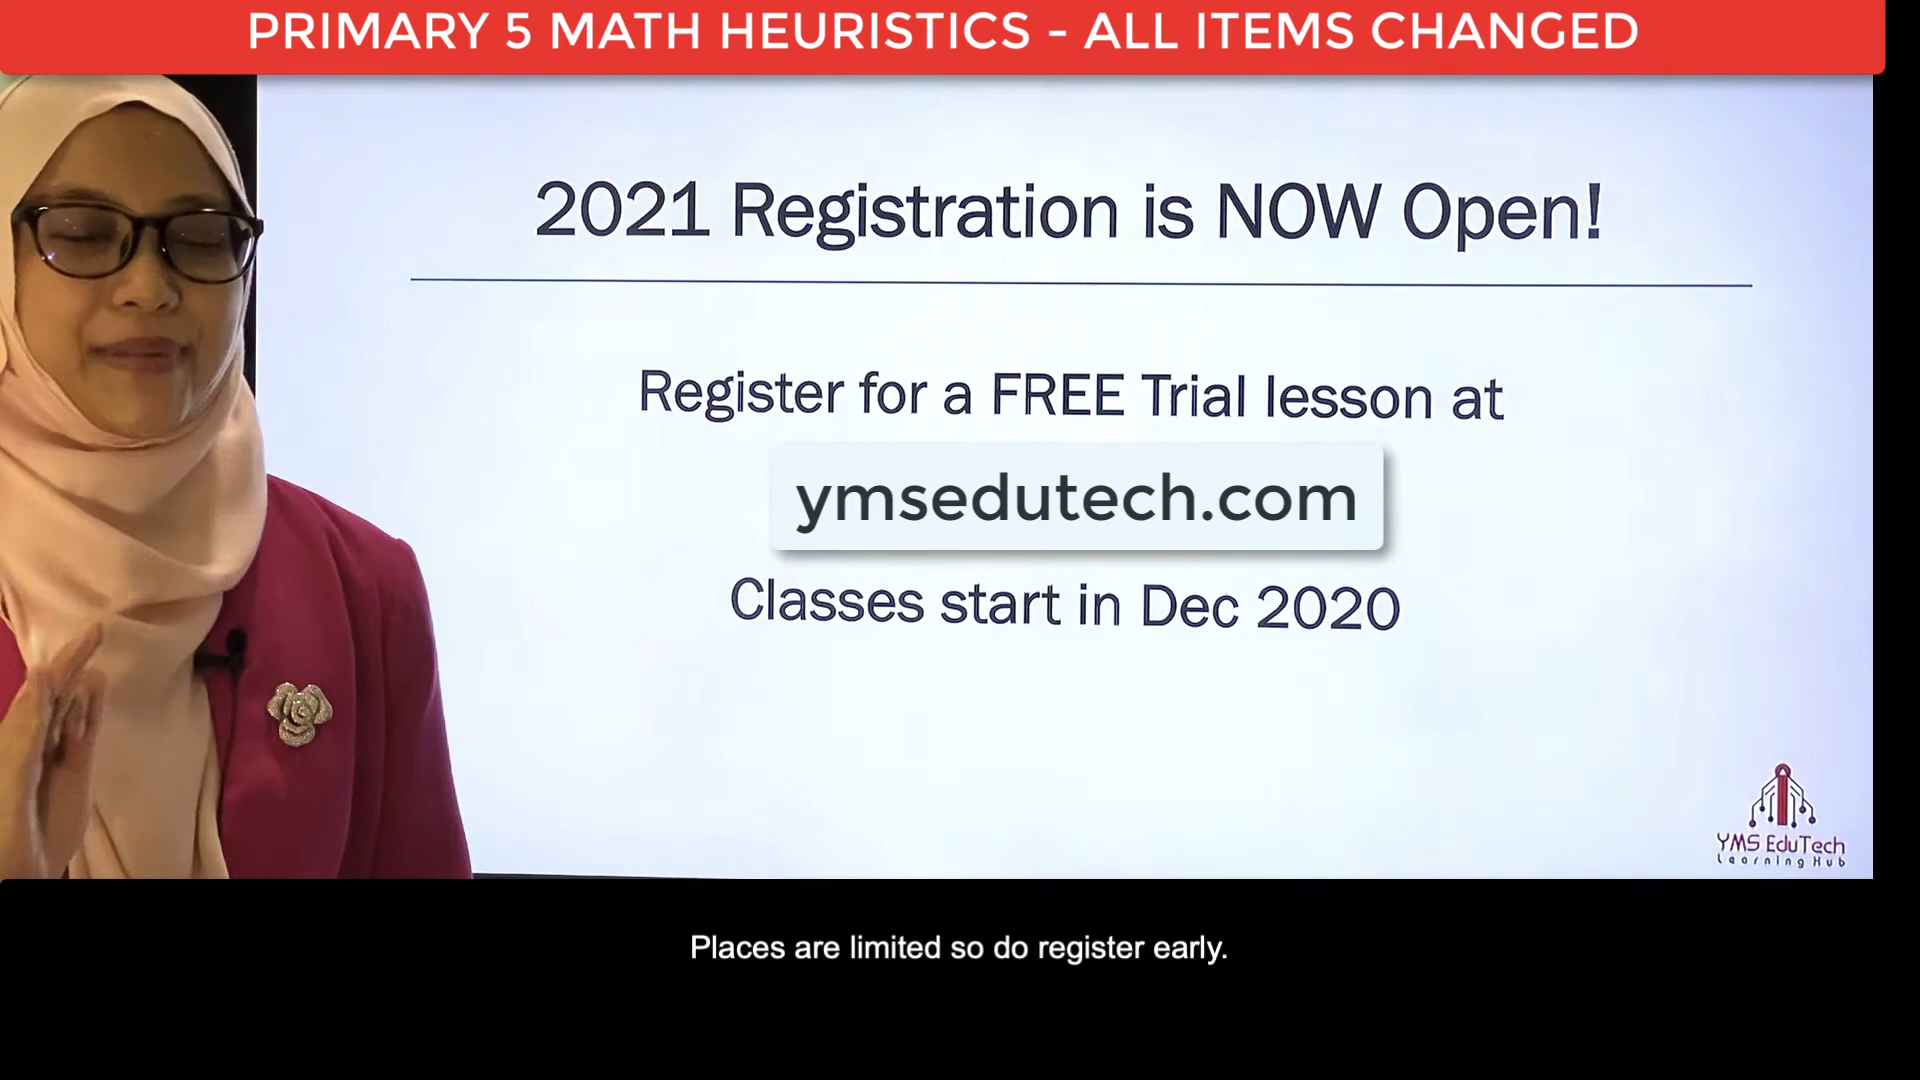 PRIMARY 5 MATH HEURISTICS - ALL ITEMS CHANGED
2021 Registration is NOW Open!
Register for a FREE Trial lesson at
ymsedutech.com
Classes start in Dec 2020
YMS EduTech
Learning Hub
Places are limited so do register early.